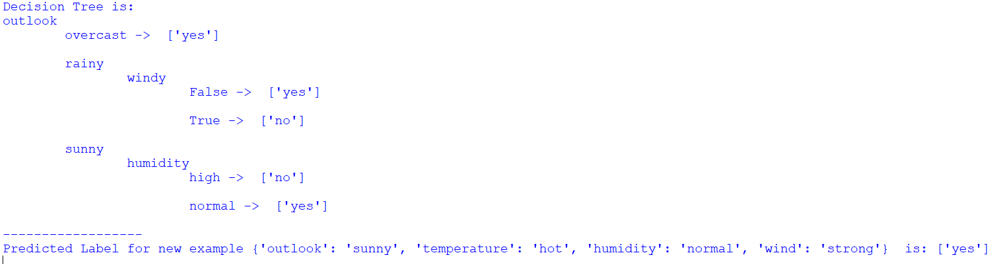 Decision Tree is:
outlook
overcast ->  ['yes']
rainy
windy
False ->  ['yes']
True ->  ['no']
sunny
humidity
high ->  ['no']
normal ->  ['yes']
------------------
Predicted Label for new example {'outlook': 'sunny', 'temperature': 'hot', 'humidity': 'normal', 'wind': 'strong'}  is: ['yes']